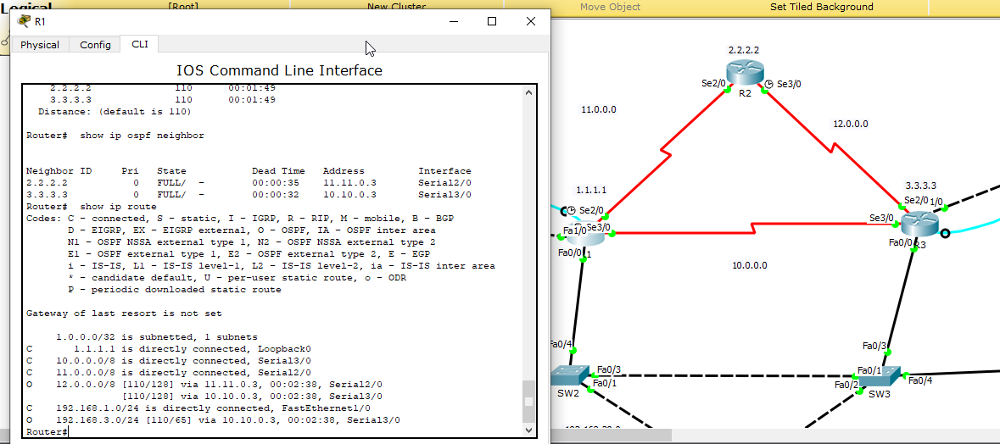 Logical
[Root]
New Cluster
Move Object
Set Tiled Background
R1
Physical
Config
CLI
IOS Command Line Interface
2.2.2.2 110 00:01:49
3.3.3.3 110 00:01:49
Distance: (default is 110)
Router# show ip ospf neighbor
Neighbor ID Pri State Dead Time Address Interface
2.2.2.2 0 FULL/ - 00:00:35 11.11.0.3 Serial2/0
3.3.3.3 0 FULL/ - 00:00:32 10.10.0.3 Serial3/0
Router# show ip route
Codes: C - connected, S - static, I - IGRP, R - RIP, M - mobile, B - BGP
D - EIGRP, EX - EIGRP external, O - OSPF, IA - OSPF inter area
N1 - OSPF NSSA external type 1, N2 - OSPF NSSA external type 2
E1 - OSPF external type 1, E2 - OSPF external type 2, E - EGP
i - IS-IS, L1 - IS-IS level-1, L2 - IS-IS level-2, ia - IS-IS inter area
* - candidate default, U - per-user static route, o - ODR
P - periodic downloaded static route
Gateway of last resort is not set
1.0.0.0/32 is subnetted, 1 subnets
C 1.1.1.1 is directly connected, Loopback0
C 10.0.0.0/8 is directly connected, Serial3/0
C 11.0.0.0/8 is directly connected, Serial2/0
O 12.0.0.0/8 [110/128] via 11.11.0.3, 00:02:38, Serial2/0
[110/128] via 10.10.0.3, 00:02:38, Serial3/0
C 192.168.1.0/24 is directly connected, FastEthernet1/0
O 192.168.3.0/24 [110/65] via 10.10.0.3, 00:02:38, Serial3/0
Router#
2.2.2.2
Se2/0
Se3/0
R2
11.0.0.0
12.0.0.0
1.1.1.1
Se2/0
Se3/0
Fa1/0
Fa0/0
10.0.0.0
3.3.3.3
Se2/0
1/0
Se3/0
Fa0/0
R3
Fa0/4
Fa0/3
Fa0/1
SW2
Fa0/3
Fa0/1
Fa0/2
Fa0/4
SW3